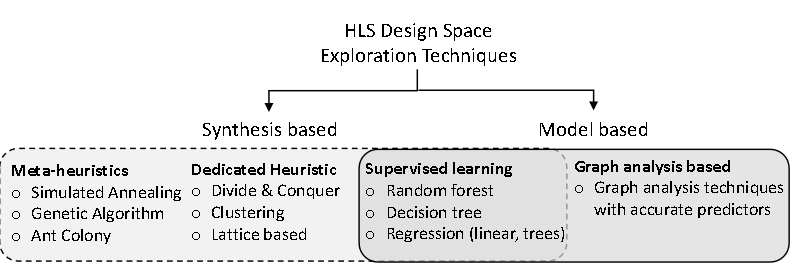 HLS Design Space
Exploration Techniques
Synthesis based
Model based
Meta-heuristics
○ Simulated Annealing
○ Genetic Algorithm
○ Ant Colony
Dedicated Heuristic
○ Divide & Conquer
○ Clustering
○ Lattice based
Supervised learning
○ Random forest
○ Decision tree
○ Regression (linear, trees)
Graph analysis based
○ Graph analysis techniques
with accurate predictors